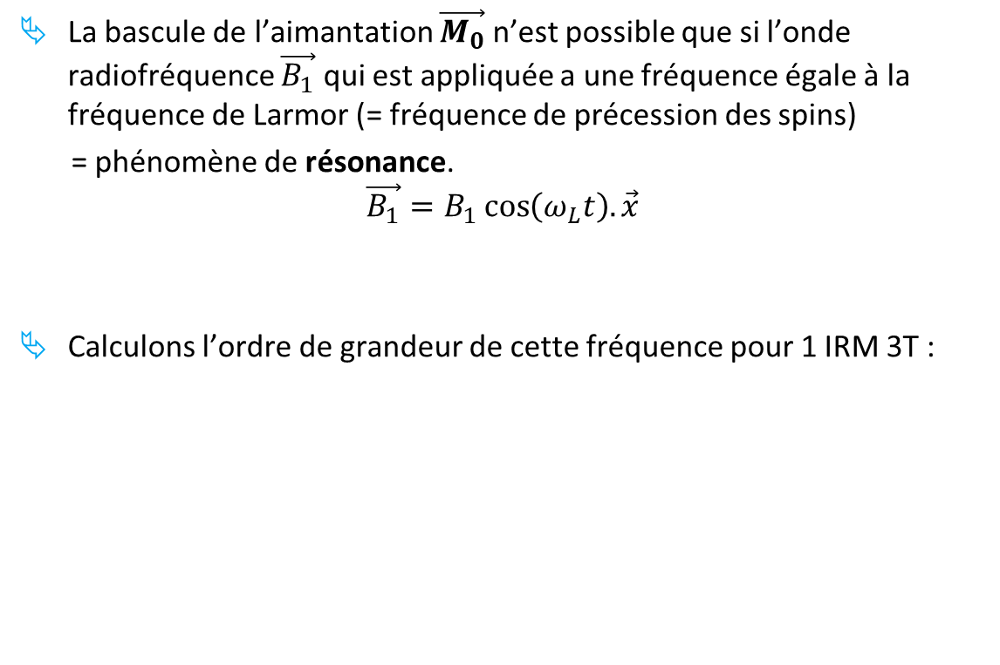 La bascule de l’aimantation M₀ n’est possible que si l’onde
radiofréquence B₁ qui est appliquée a une fréquence égale à la
fréquence de Larmor (= fréquence de précession des spins)
= phénomène de résonance.
B₁ = B₁ cos(ω_L t). x
Calculons l’ordre de grandeur de cette fréquence pour 1 IRM 3T :